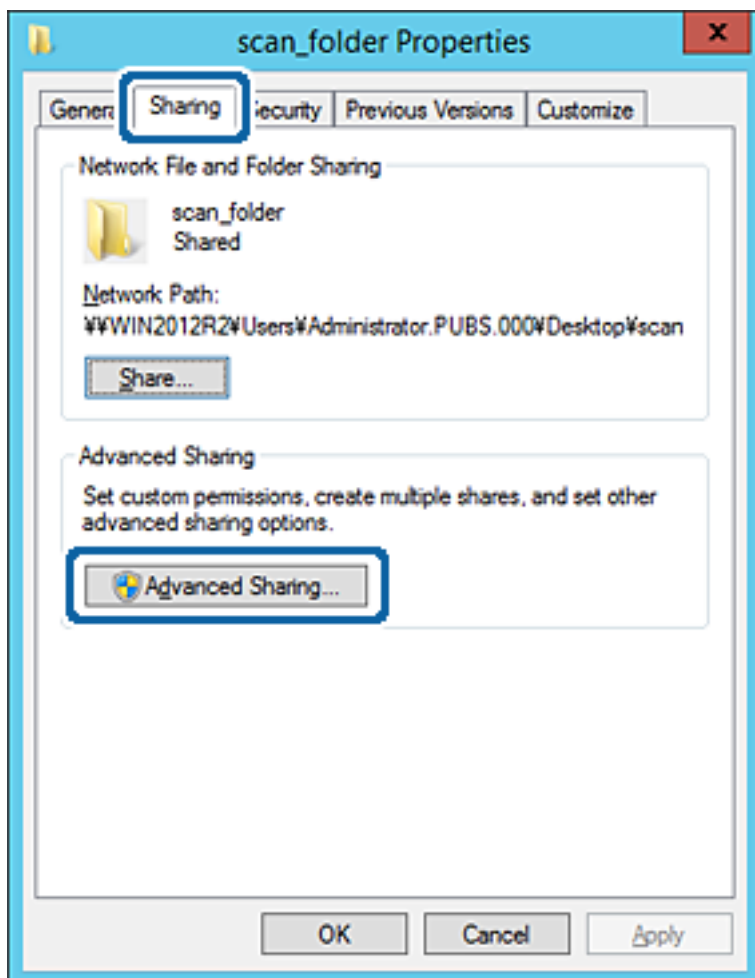 scan_folder Properties
x
Sharing Previous Versions Customize
Network File and Folder Sharing
scan_folder
Shared
Network Path:
¥¥WIN2012R2¥Users¥Administrator.PUBS.000¥Desktop¥scan
Share...
Advanced Sharing
Set custom permissions, create multiple shares, and set other
advanced sharing options.
Advanced Sharing...
OK Cancel Apply